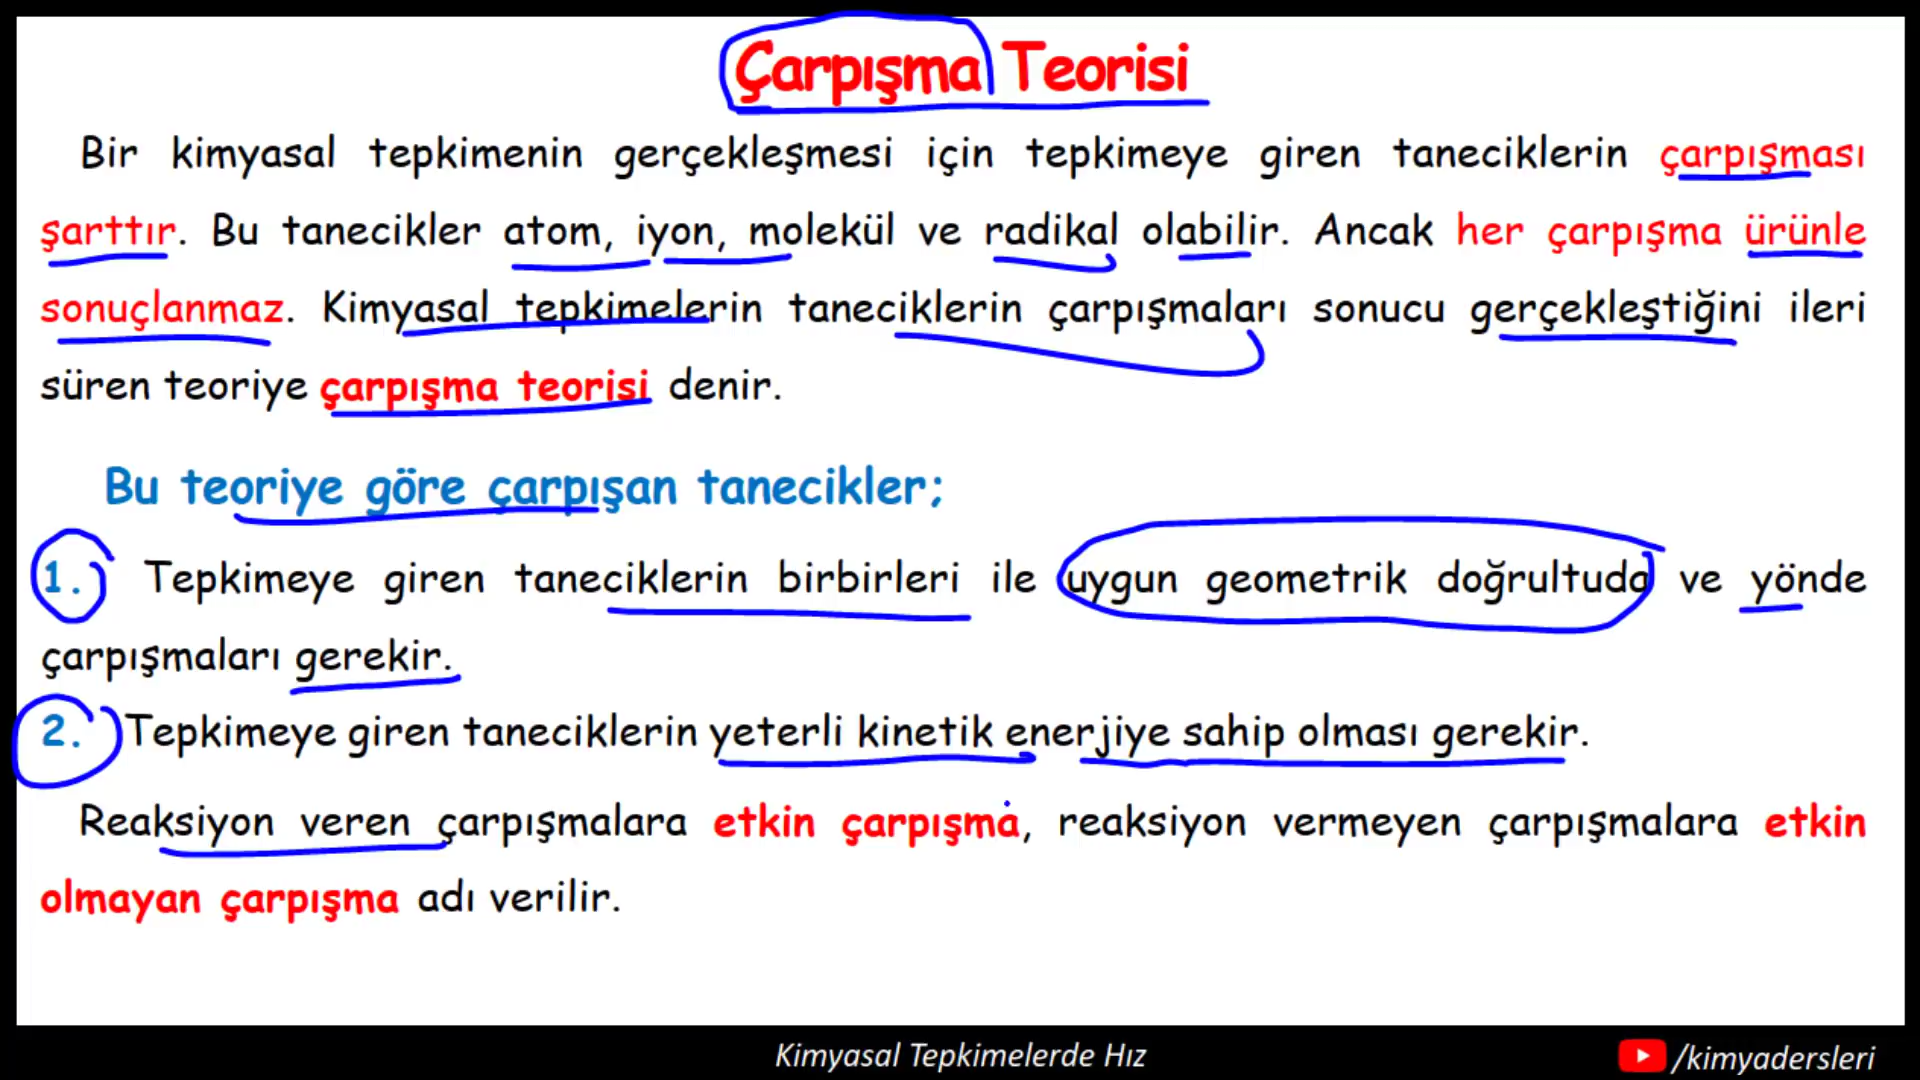 Çarpışma Teorisi
Bir kimyasal tepkimenin gerçekleşmesi için tepkimeye giren taneciklerin çarpışması
şarttır. Bu tanecikler atom, iyon, molekül ve radikal olabilir. Ancak her çarpışma ürünle
sonuçlanmaz. Kimyasal tepkimelerin taneciklerin çarpışmaları sonucu gerçekleştiğini ileri
süren teoriye çarpışma teorisi denir.
Bu teoriye göre çarpışan tanecikler;
1. Tepkimeye giren taneciklerin birbirleri ile uygun geometrik doğrultuda ve yönde
çarpışmaları gerekir.
2. Tepkimeye giren taneciklerin yeterli kinetik enerjiye sahip olması gerekir.
Reaksiyon veren çarpışmalara etkin çarpışma, reaksiyon vermeyen çarpışmalara etkin
olmayan çarpışma adı verilir.
Kimyasal Tepkimelerde Hız
/kimyadersleri